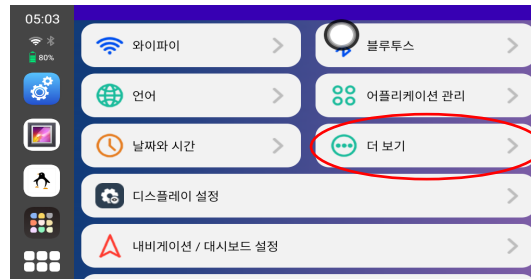 05:03
80%
와이파이
블루투스
언어
어플리케이션 관리
날짜와 시간
더 보기
디스플레이 설정
내비게이션 / 대시보드 설정